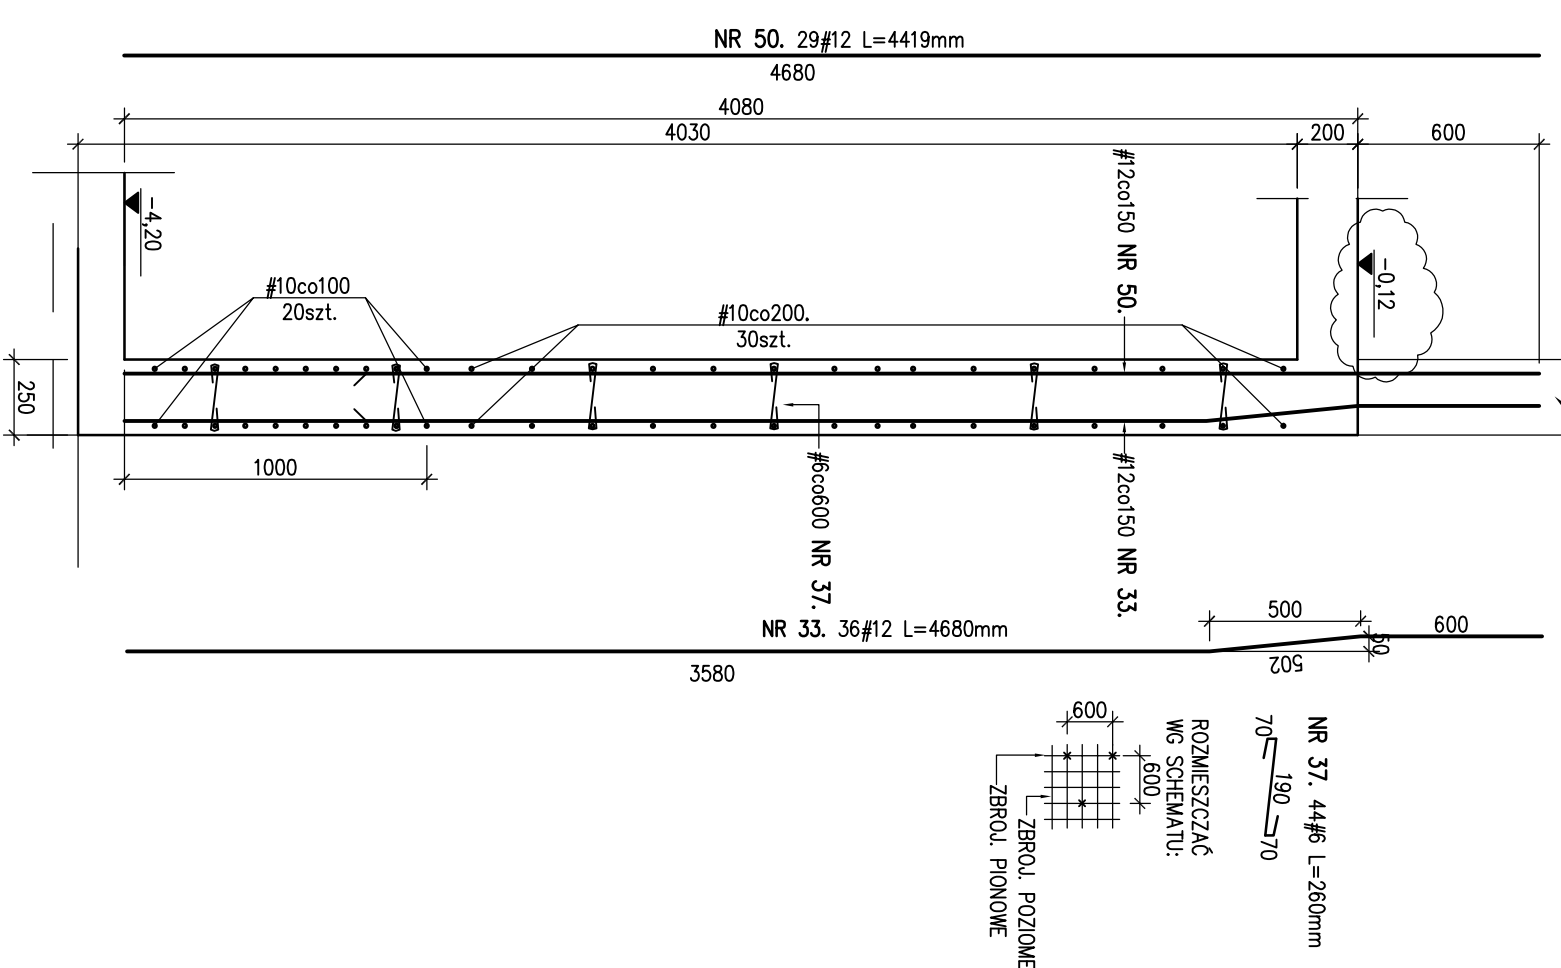 NR 50. 29#12 L=4419mm
4680
4080
4030
200
600
#12co150 NR 50.
-4,20
-0,12
#10co100
20szt.
#10co200.
30szt.
250
1000
#6co600 NR 37.
#12co150 NR 33.
NR 33. 36#12 L=4680mm
500
600
50
502
3580
NR 37. 44#6 L=260mm
70
190
70
ROZMIESZCZAĆ
WG SCHEMATU:
600
600
ZBROJ. POZIOME
ZBROJ. PIONOWE